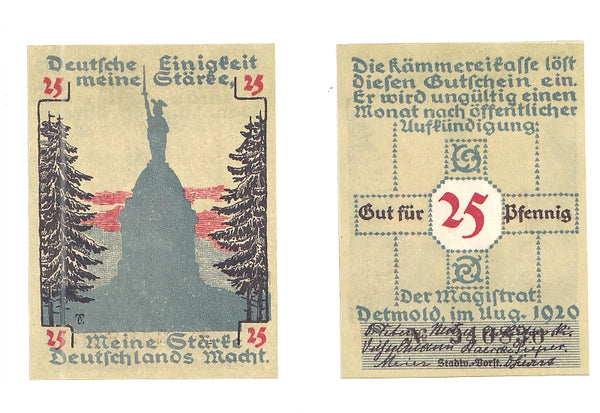 Deutsche Einigkeit
meine Stärke
25 25
25 25
Meine Stärke
Deutschlands Macht.
Die Kämmereikasse löst
diesen Gutschein ein.
Er wird ungültig einen
Monat nach öffentlicher
Aufkündigung
Gut für 25 Pfennig
Der Magistrat
Detmold, im Aug. 1920
Stadtv.-Vorst.